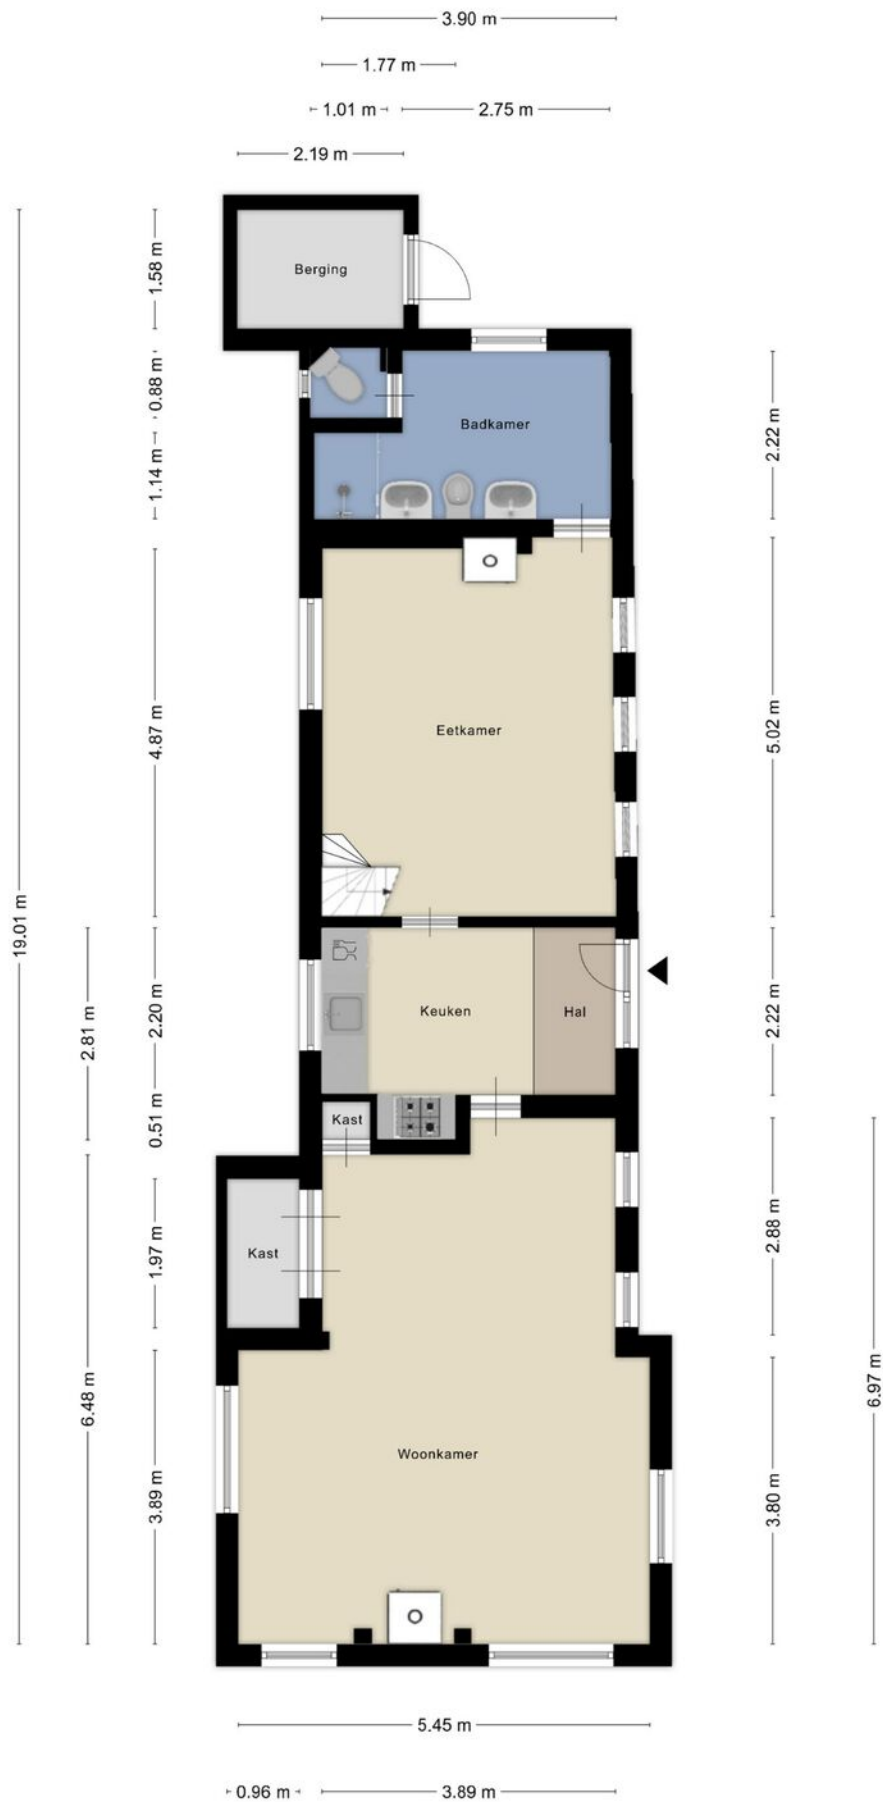 3.90 m
1.77 m
1.01 m
2.75 m
2.19 m
1.58 m
Berging
0.88 m
Badkamer
2.22 m
1.14 m
4.87 m
Eetkamer
5.02 m
19.01 m
2.81 m
2.20 m
Keuken
Hal
2.22 m
0.51 m
Kast
1.97 m
Kast
2.88 m
6.48 m
6.97 m
Woonkamer
3.89 m
3.80 m
5.45 m
0.96 m
3.89 m